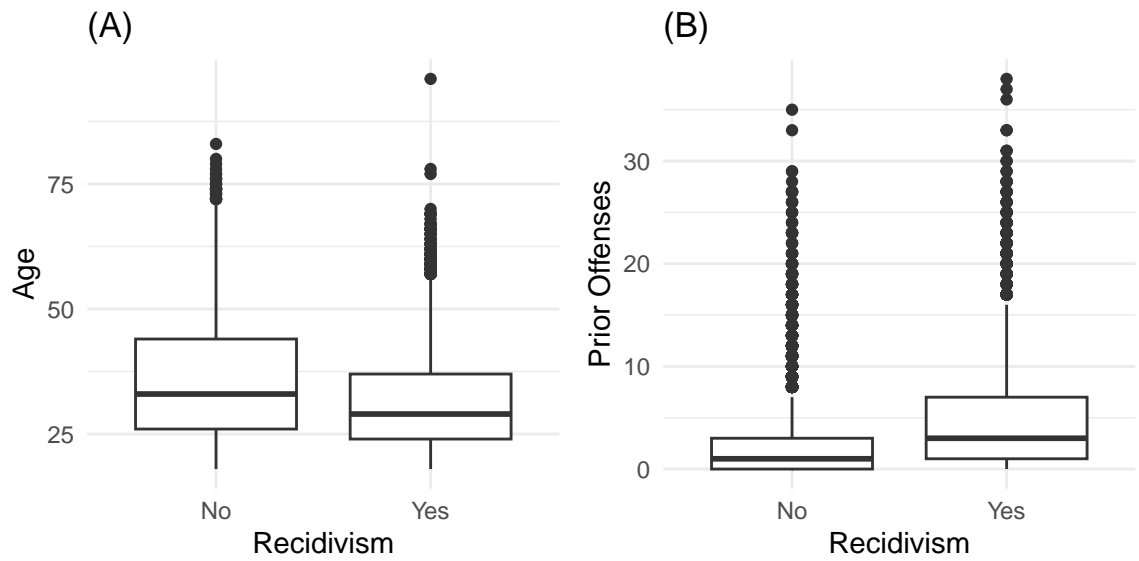 (A)
Age
75
50
25
No Yes
Recidivism
(B)
Prior Offenses
30
20
10
0
No Yes
Recidivism